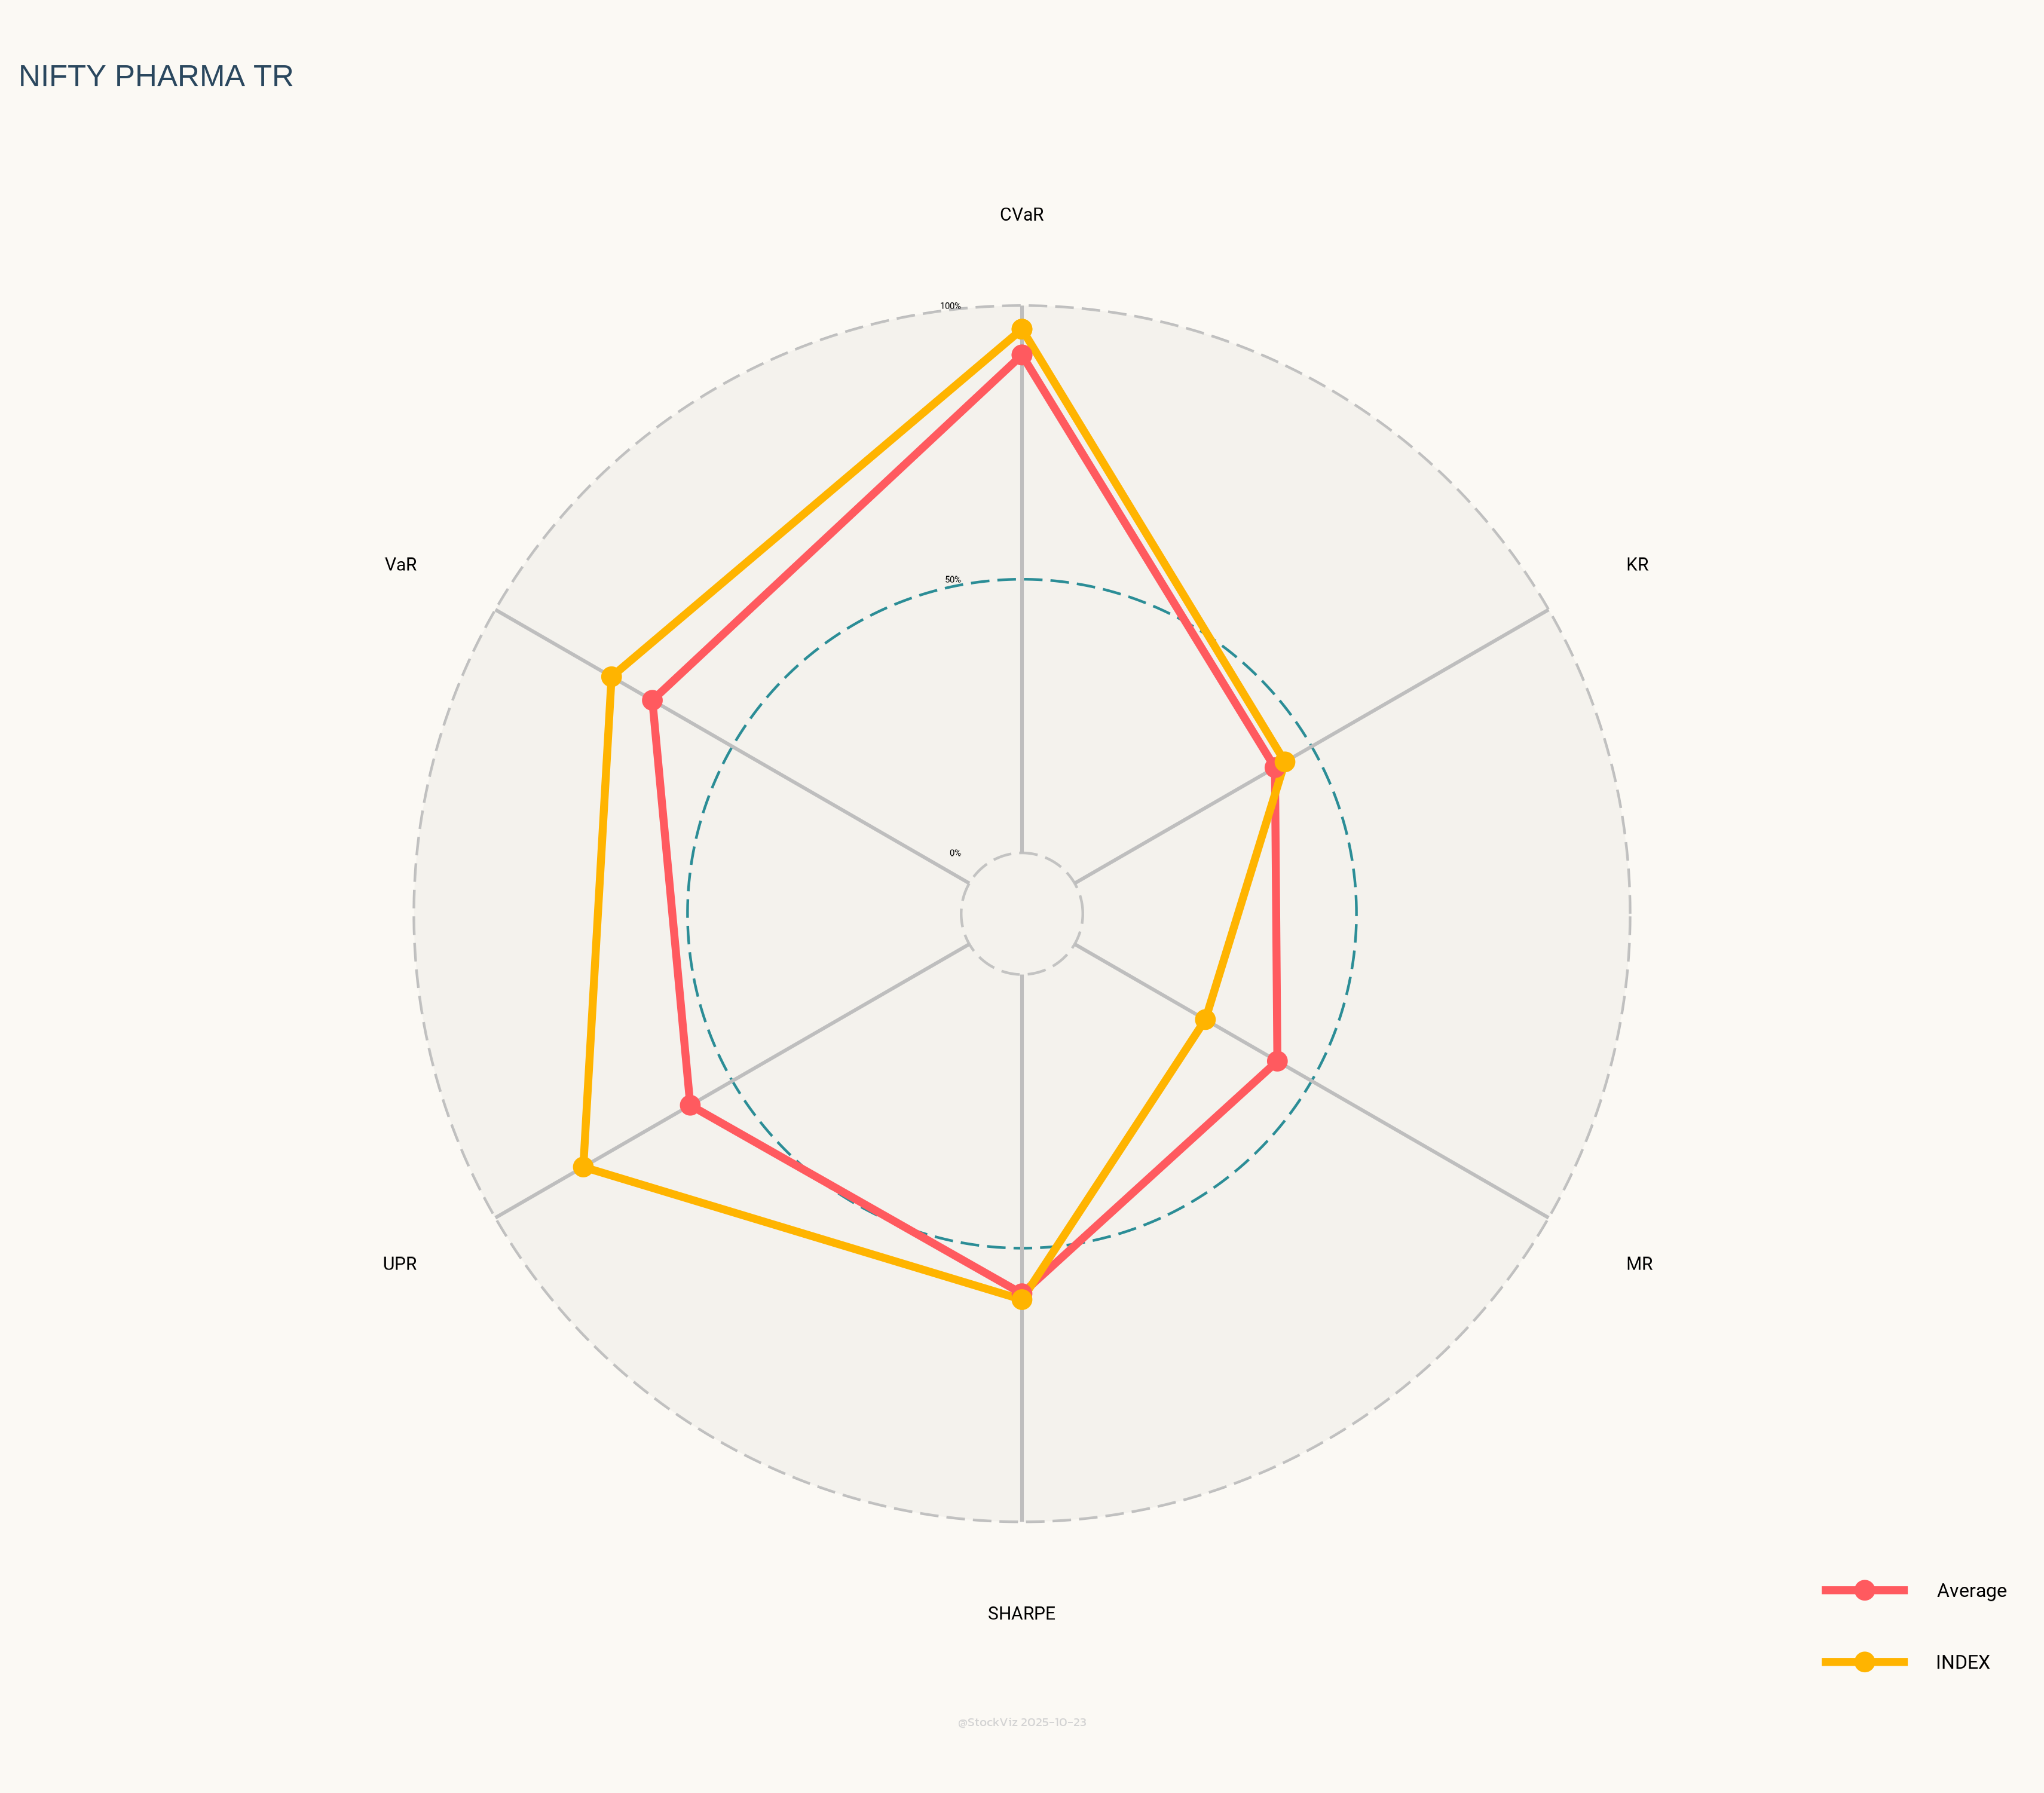 NIFTY PHARMA TR
CVaR
100%
VaR
KR
50%
0%
UPR
MR
SHARPE
Average
INDEX
@StockViz 2025-10-23